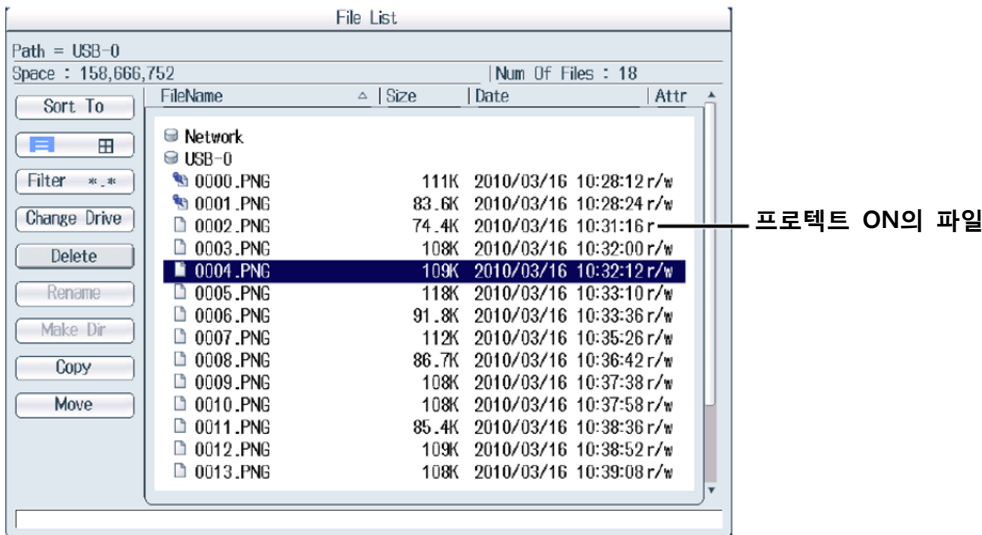 File List
Path = USB-0
Space : 158,666,752 Num Of Files : 18
Sort To
Filter *.*
Change Drive
Delete
Rename
Make Dir
Copy
Move
FileName Size Date Attr
Network
USB-0
0000.PNG 111K 2010/03/16 10:28:12 r/w
0001.PNG 83.6K 2010/03/16 10:28:24 r/w
0002.PNG 74.4K 2010/03/16 10:31:16 r
0003.PNG 108K 2010/03/16 10:32:00 r/w
0004.PNG 109K 2010/03/16 10:32:12 r/w
0005.PNG 118K 2010/03/16 10:33:10 r/w
0006.PNG 91.8K 2010/03/16 10:33:36 r/w
0007.PNG 112K 2010/03/16 10:35:26 r/w
0008.PNG 86.7K 2010/03/16 10:36:42 r/w
0009.PNG 108K 2010/03/16 10:37:38 r/w
0010.PNG 108K 2010/03/16 10:37:58 r/w
0011.PNG 85.4K 2010/03/16 10:38:36 r/w
0012.PNG 109K 2010/03/16 10:38:52 r/w
0013.PNG 108K 2010/03/16 10:39:08 r/w
프로텍트 ON의 파일